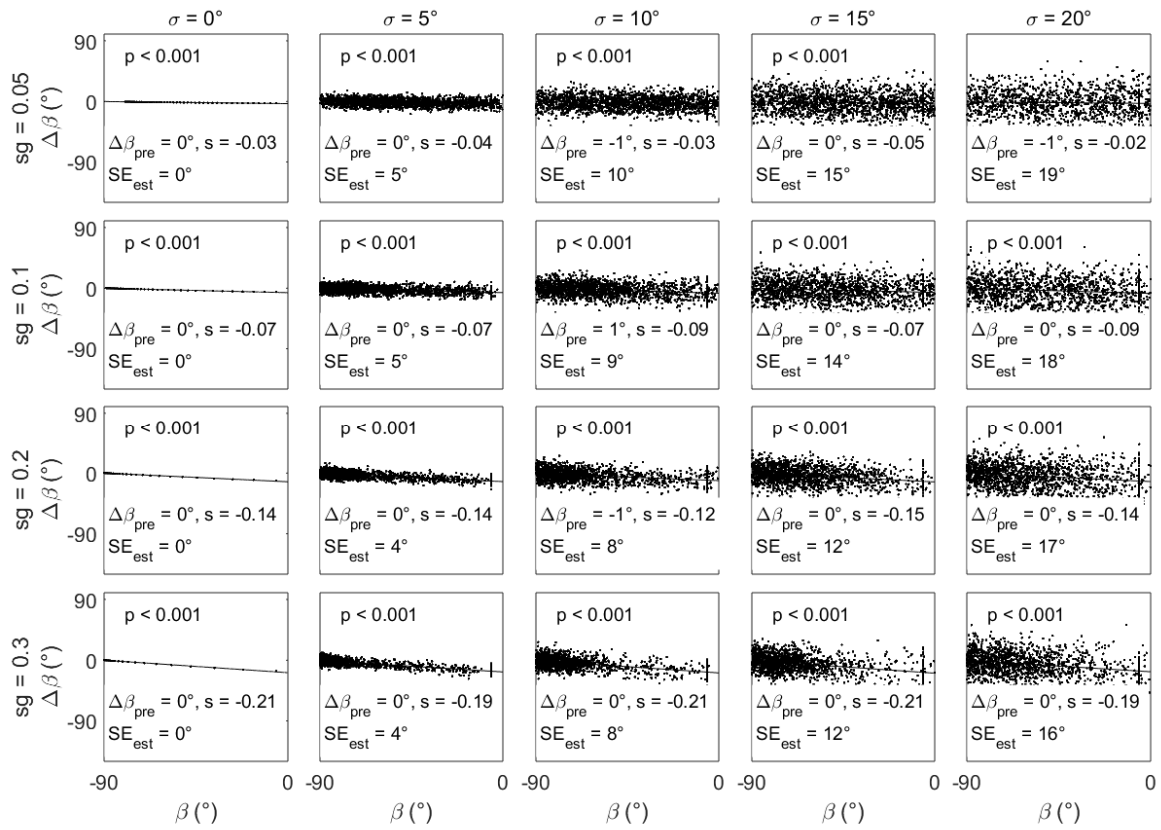 σ = 0° σ = 5° σ = 10° σ = 15° σ = 20°
sg = 0.05
Δβ (°)
90
0
-90
p < 0.001
Δβpre = 0°, s = -0.03
SEest = 0°
p < 0.001
Δβpre = 0°, s = -0.04
SEest = 5°
p < 0.001
Δβpre = -1°, s = -0.03
SEest = 10°
p < 0.001
Δβpre = 0°, s = -0.05
SEest = 15°
p < 0.001
Δβpre = -1°, s = -0.02
SEest = 19°
sg = 0.1
Δβ (°)
90
0
-90
p < 0.001
Δβpre = 0°, s = -0.07
SEest = 0°
p < 0.001
Δβpre = 0°, s = -0.07
SEest = 5°
p < 0.001
Δβpre = 1°, s = -0.09
SEest = 9°
p < 0.001
Δβpre = 0°, s = -0.07
SEest = 14°
p < 0.001
Δβpre = 0°, s = -0.09
SEest = 18°
sg = 0.2
Δβ (°)
90
0
-90
p < 0.001
Δβpre = 0°, s = -0.14
SEest = 0°
p < 0.001
Δβpre = 0°, s = -0.14
SEest = 4°
p < 0.001
Δβpre = -1°, s = -0.12
SEest = 8°
p < 0.001
Δβpre = 0°, s = -0.15
SEest = 12°
p < 0.001
Δβpre = 0°, s = -0.14
SEest = 17°
sg = 0.3
Δβ (°)
90
0
-90
p < 0.001
Δβpre = 0°, s = -0.21
SEest = 0°
p < 0.001
Δβpre = 0°, s = -0.19
SEest = 4°
p < 0.001
Δβpre = 0°, s = -0.21
SEest = 8°
p < 0.001
Δβpre = 0°, s = -0.21
SEest = 12°
p < 0.001
Δβpre = 0°, s = -0.19
SEest = 16°
-90 0 -90 0 -90 0 -90 0 -90 0
β (°) β (°) β (°) β (°) β (°)